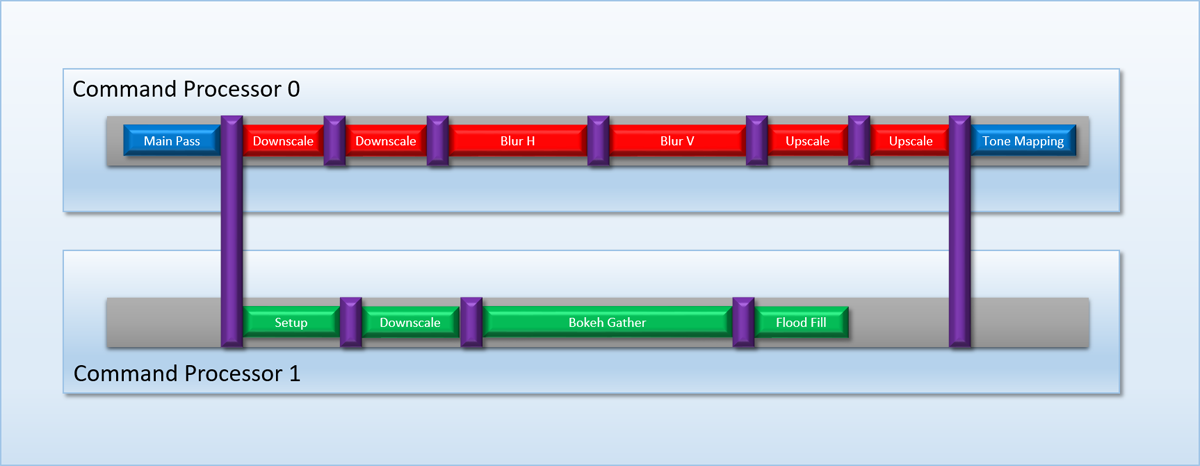 Command Processor 0
Main Pass
Downscale
Downscale
Blur H
Blur V
Upscale
Upscale
Tone Mapping
Setup
Downscale
Bokeh Gather
Flood Fill
Command Processor 1